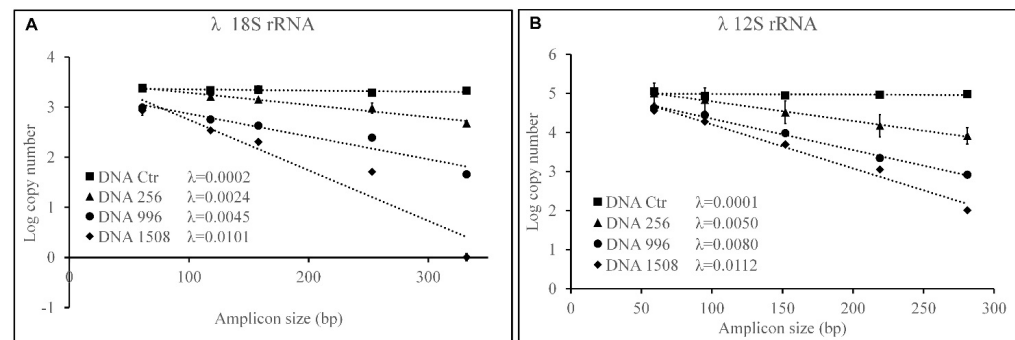 A
λ 18S rRNA
4
3
2
1
0
-1
0
100
200
300
Log copy number
Amplicon size (bp)
DNA Ctr λ=0.0002
DNA 256 λ=0.0024
DNA 996 λ=0.0045
DNA 1508 λ=0.0101
B
λ 12S rRNA
6
5
4
3
2
1
0
0
50
100
150
200
250
300
Log copy number
Amplicon size (bp)
DNA Ctr λ=0.0001
DNA 256 λ=0.0050
DNA 996 λ=0.0080
DNA 1508 λ=0.0112